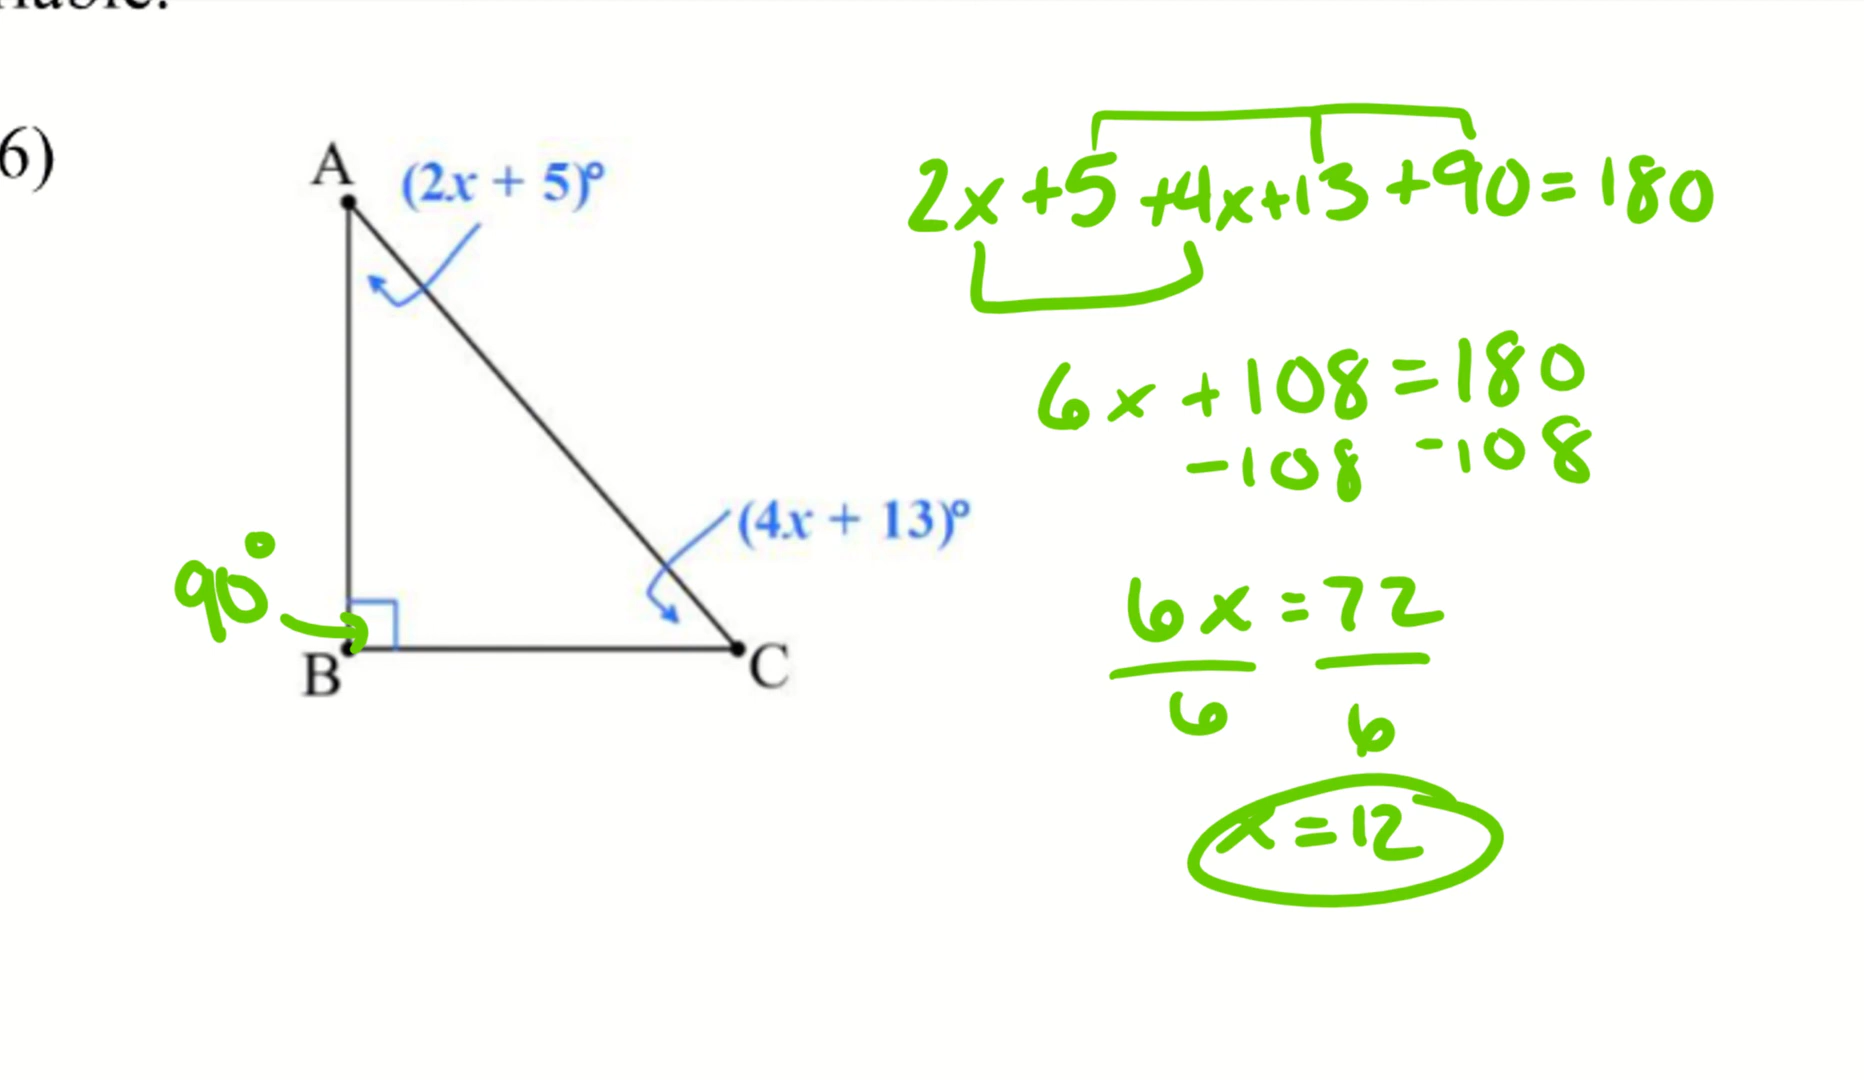 6)
A
(2x + 5)°
2x+5+4x+13+90=180
6x+108=180
-108 -108
(4x + 13)°
90°
B
C
6x=72
6 6
x=12